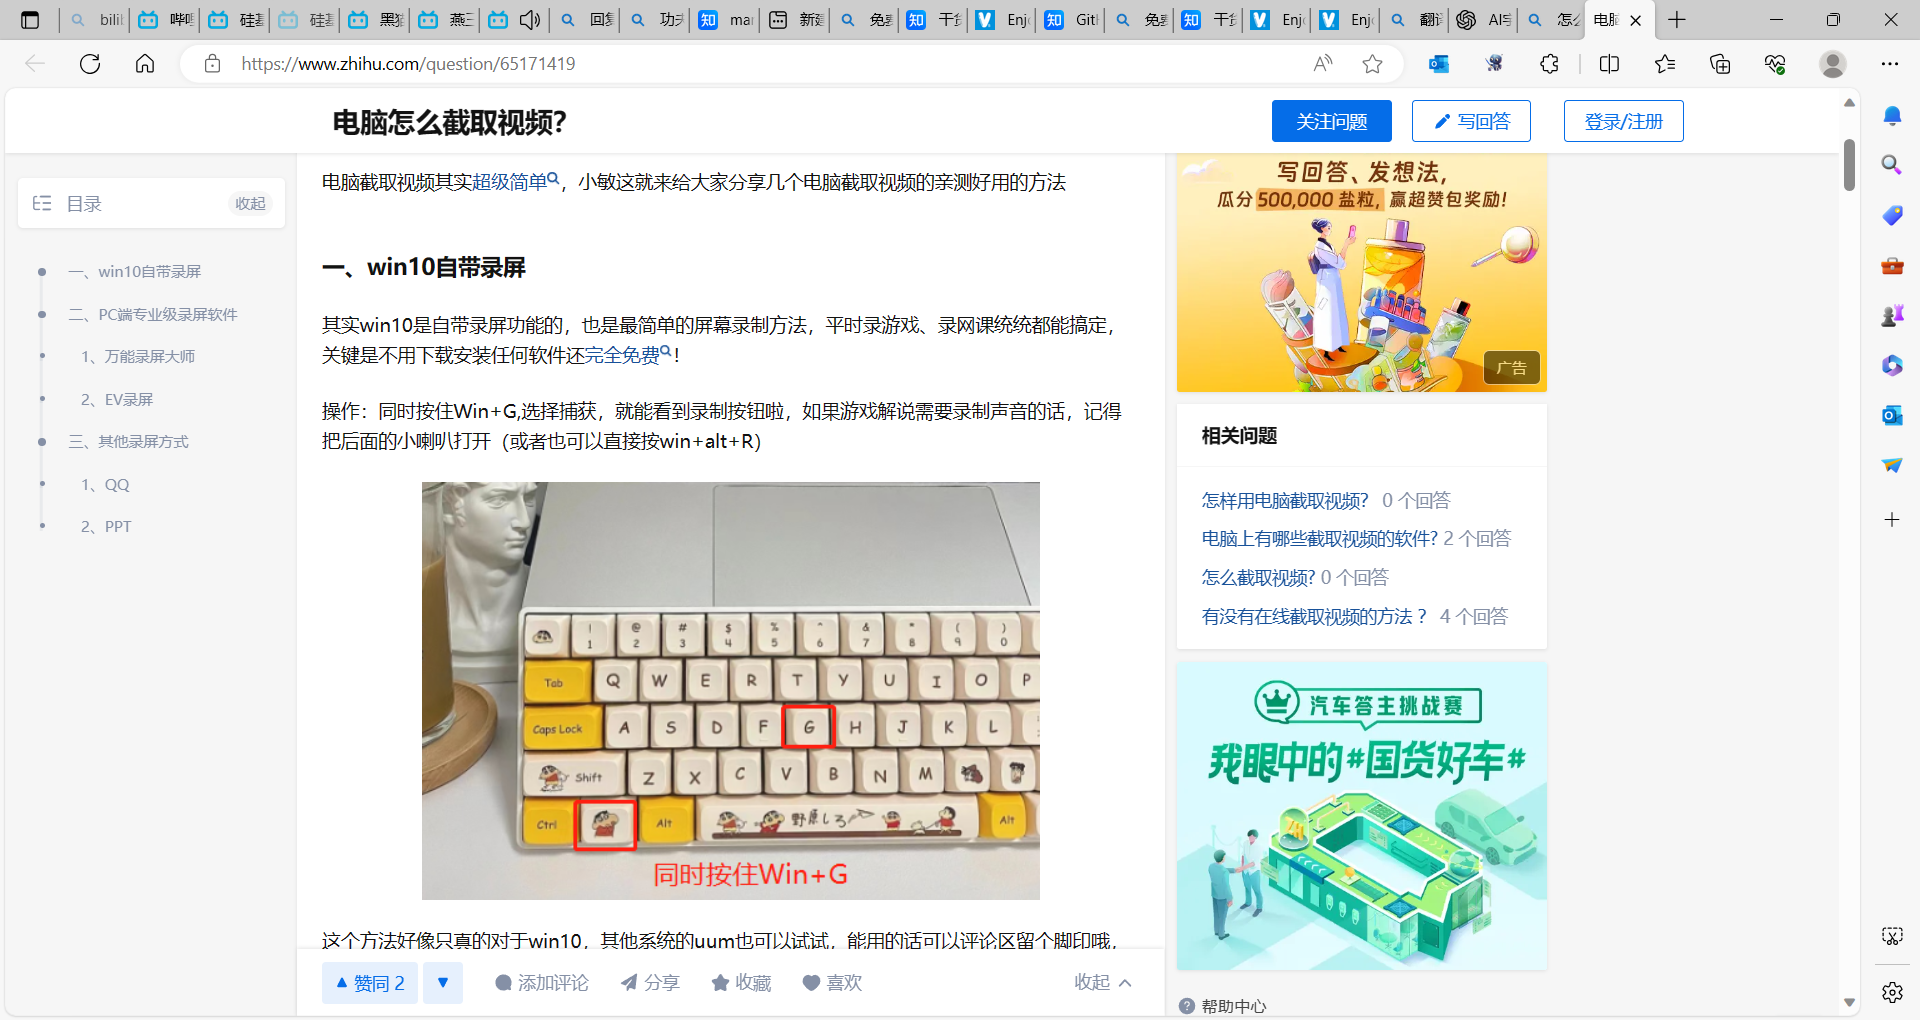 bilil
哔哩
硅基
硅基
黑猫
燕三
回复
功夫
mar
新建
免费
干货
Enjo
Gith
免费
干货
Enjo
Enjo
翻译
AI学
怎么
电脑
https://www.zhihu.com/question/65171419
电脑怎么截取视频?
关注问题
写回答
登录/注册
目录
收起
一、win10自带录屏
二、PC端专业级录屏软件
1、万能录屏大师
2、EV录屏
三、其他录屏方式
1、QQ
2、PPT
电脑截取视频其实超级简单，小敏这就来给大家分享几个电脑截取视频的亲测好用的方法
一、win10自带录屏
其实win10是自带录屏功能的，也是最简单的屏幕录制方法，平时录游戏、录网课统统都能搞定，
关键是不用下载安装任何软件还完全免费！
操作：同时按住Win+G,选择捕获，就能看到录制按钮啦，如果游戏解说需要录制声音的话，记得
把后面的小喇叭打开（或者也可以直接按win+alt+R）
! 1 @ 2 # 3 $ 4 % 5 ^ 6 & 7 * 8 ( 9 ) 0
Tab Q W E R T Y U I O P
Caps Lock A S D F G H J K L
Shift Z X C V B N M
Ctrl Alt 野原しろ Alt
同时按住Win+G
这个方法好像只真的对于win10，其他系统的uum也可以试试，能用的话可以评论区留个脚印哦，
赞同 2
添加评论
分享
收藏
喜欢
收起
写回答、发想法，
瓜分 500,000 盐粒，赢超赞包奖励！
广告
相关问题
怎样用电脑截取视频? 0 个回答
电脑上有哪些截取视频的软件? 2 个回答
怎么截取视频? 0 个回答
有没有在线截取视频的方法？ 4 个回答
汽车答主挑战赛
我眼中的#国货好车#
帮助中心